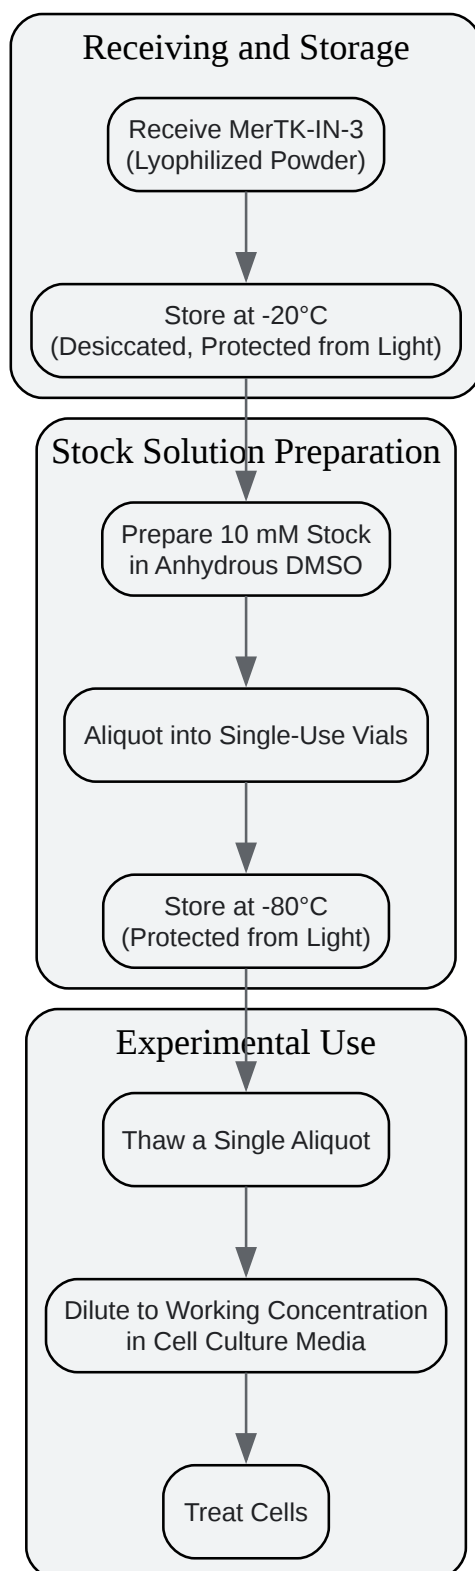 Receiving and Storage
Receive MerTK-IN-3
(Lyophilized Powder)
Store at -20°C
(Desiccated, Protected from Light)
Stock Solution Preparation
Prepare 10 mM Stock
in Anhydrous DMSO
Aliquot into Single-Use Vials
Store at -80°C
(Protected from Light)
Experimental Use
Thaw a Single Aliquot
Dilute to Working Concentration
in Cell Culture Media
Treat Cells